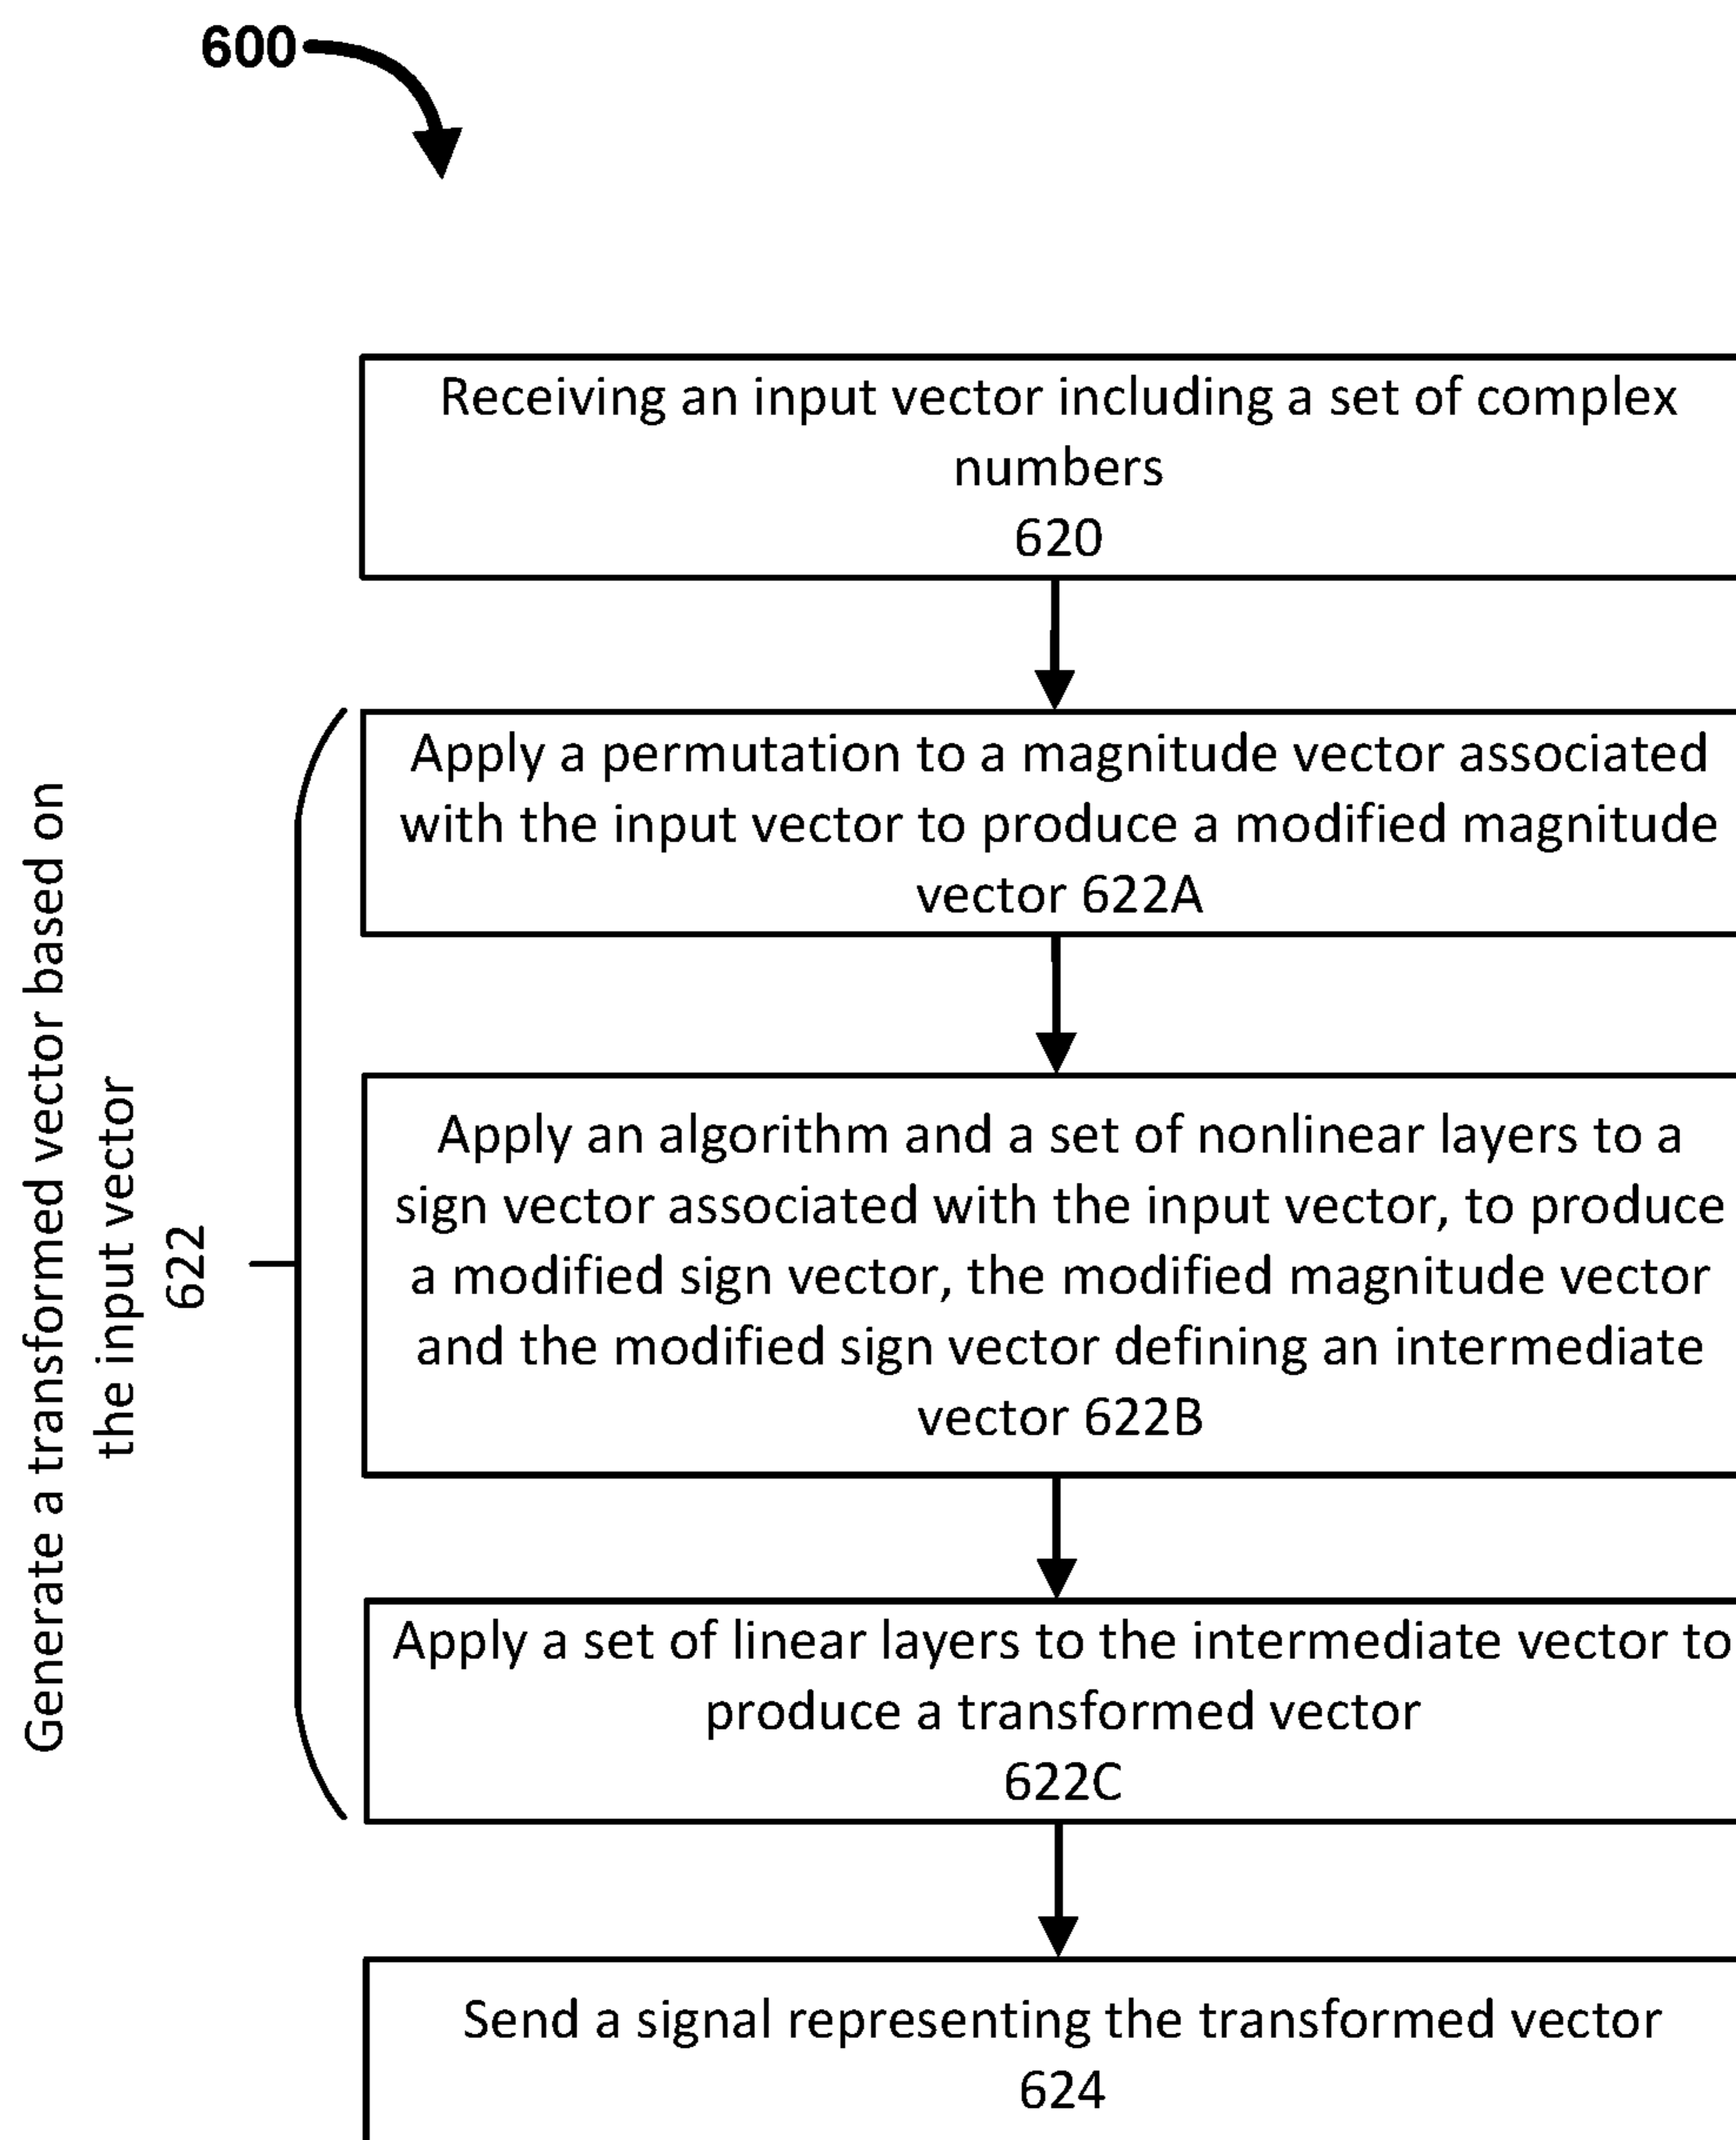 600
Receiving an input vector including a set of complex
numbers
620
Generate a transformed vector based on
the input vector
622
Apply a permutation to a magnitude vector associated
with the input vector to produce a modified magnitude
vector 622A
Apply an algorithm and a set of nonlinear layers to a
sign vector associated with the input vector, to produce
a modified sign vector, the modified magnitude vector
and the modified sign vector defining an intermediate
vector 622B
Apply a set of linear layers to the intermediate vector to
produce a transformed vector
622C
Send a signal representing the transformed vector
624